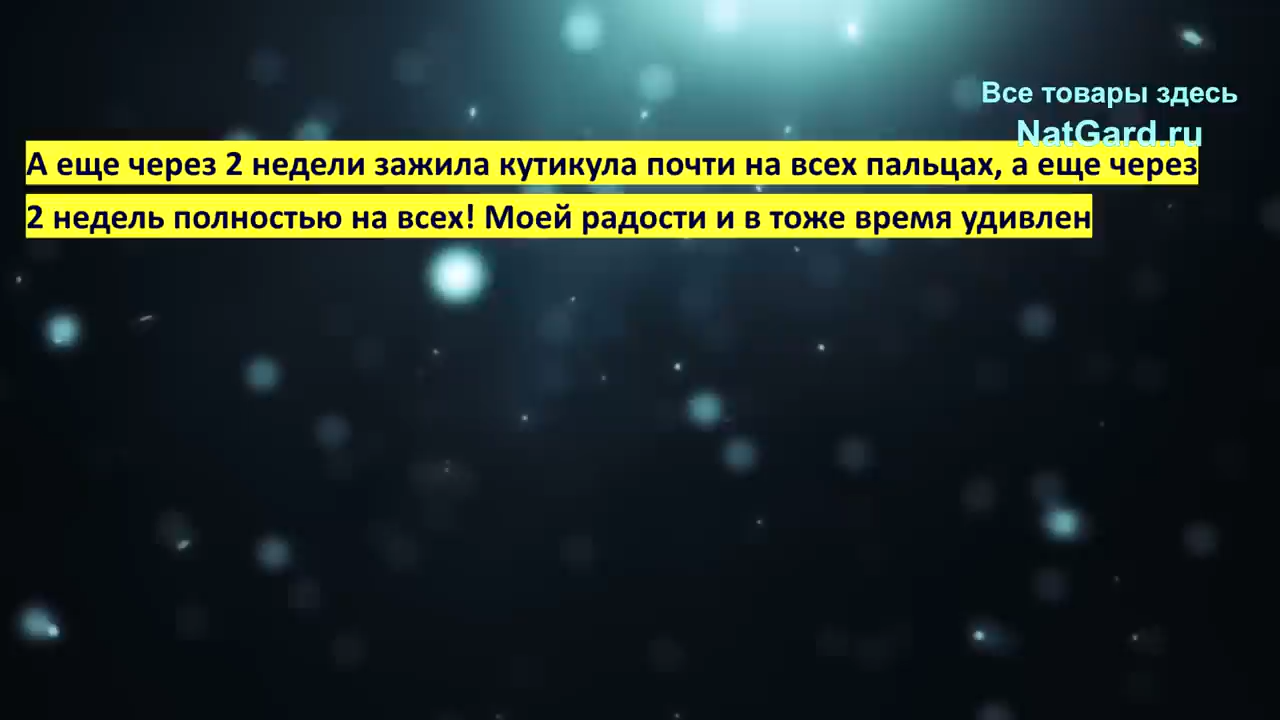 Все товары здесь
NatGard.ru
А еще через 2 недели зажила кутикула почти на всех пальцах, а еще через
2 недель полностью на всех! Моей радости и в тоже время удивлен